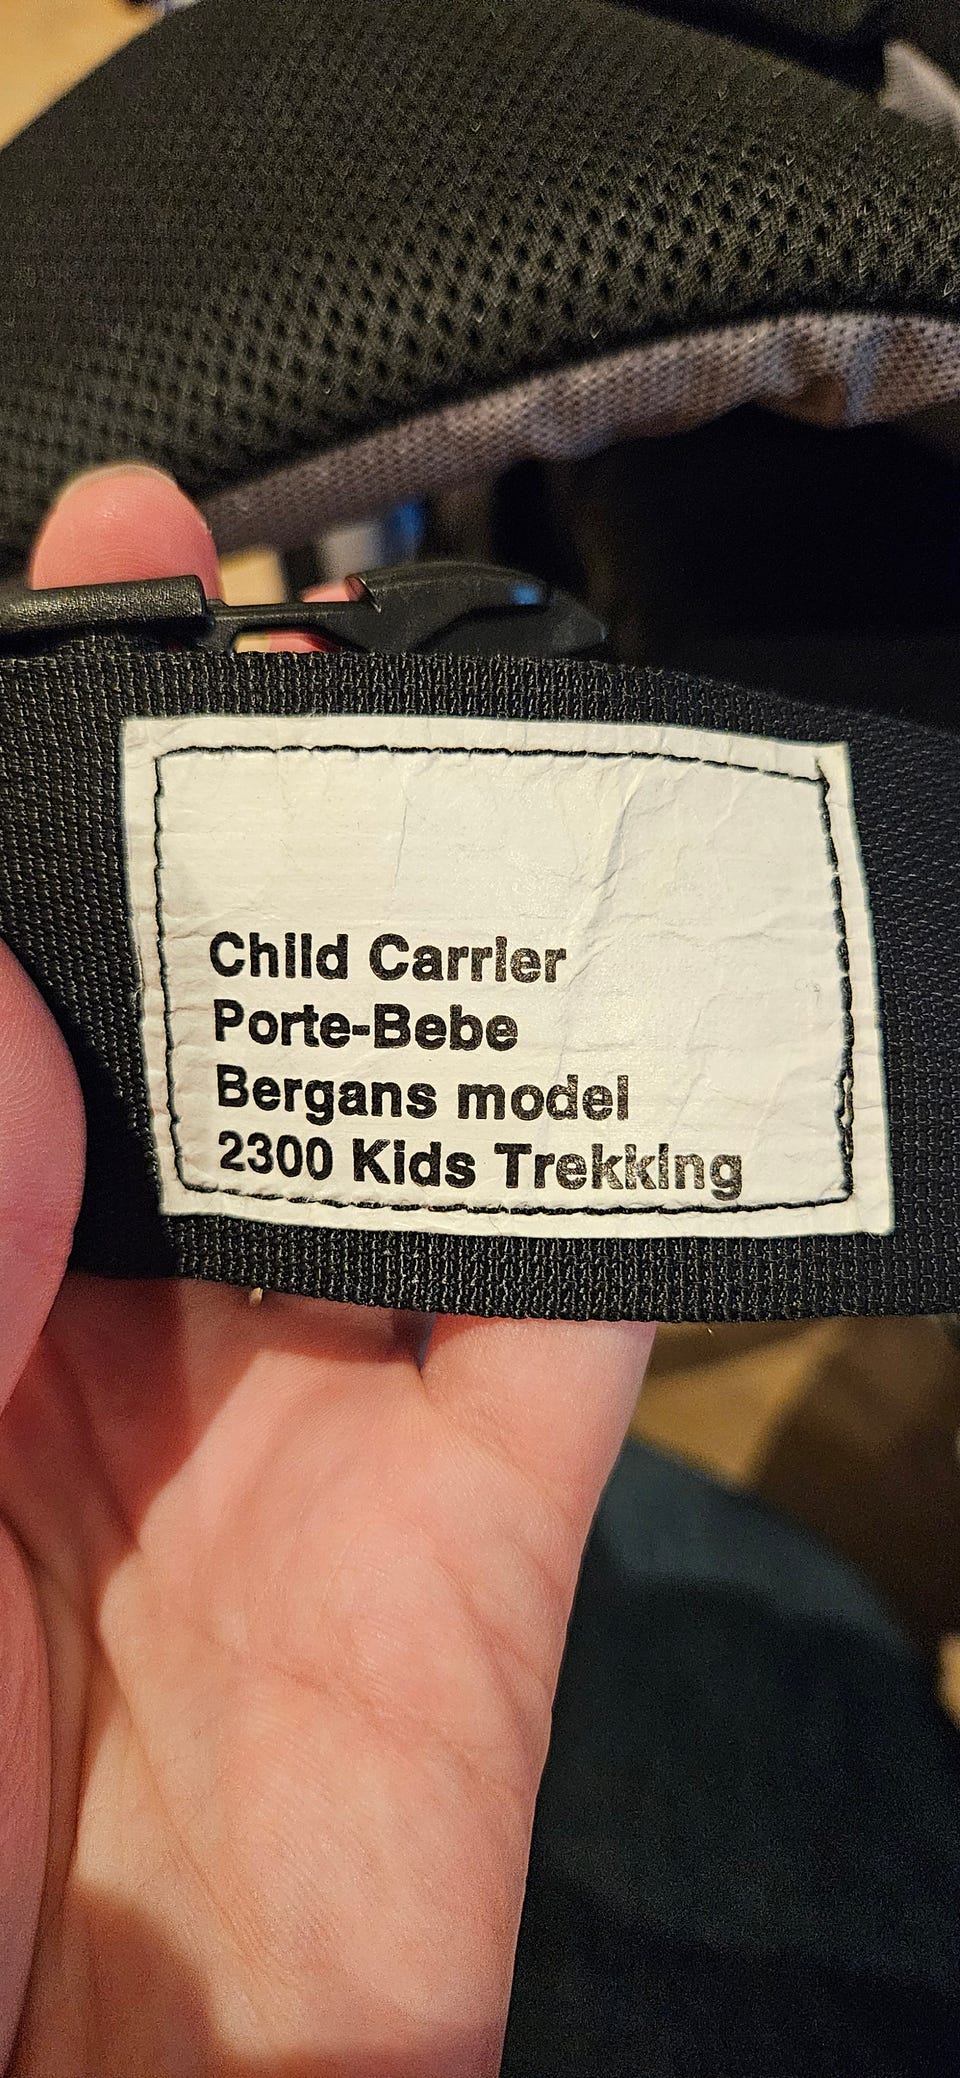 Child Carrier
Porte-Bebe
Bergans model
2300 Kids Trekking